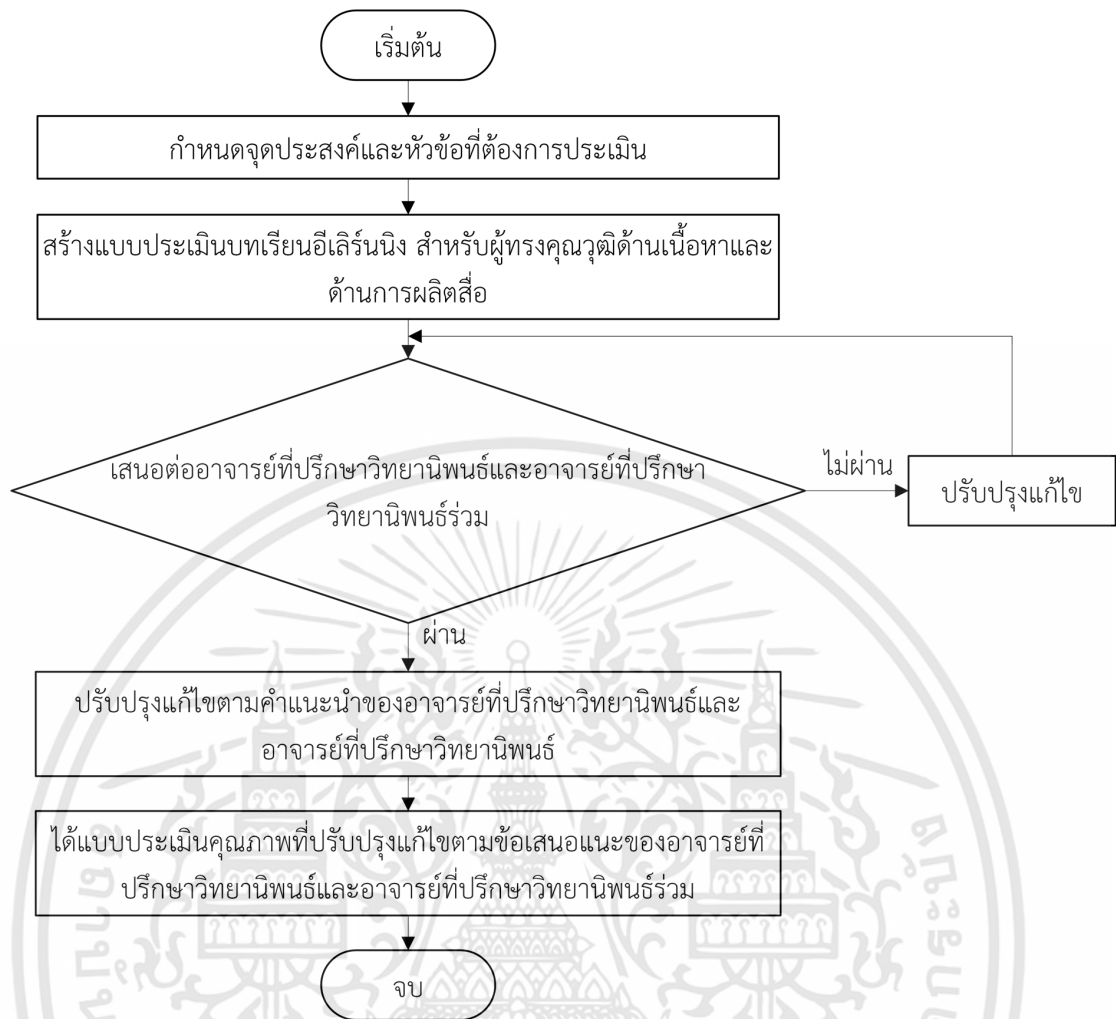 เริ่มต้น
กำหนดจุดประสงค์และหัวข้อที่ต้องการประเมิน
สร้างแบบประเมินบทเรียนอีเลิร์นนิง สำหรับผู้ทรงคุณวุฒิด้านเนื้อหาและ
ด้านการผลิตสื่อ
เสนอต่ออาจารย์ที่ปรึกษาวิทยานิพนธ์และอาจารย์ที่ปรึกษา
วิทยานิพนธ์ร่วม
ไม่ผ่าน
ปรับปรุงแก้ไข
ผ่าน
ปรับปรุงแก้ไขตามคำแนะนำของอาจารย์ที่ปรึกษาวิทยานิพนธ์และ
อาจารย์ที่ปรึกษาวิทยานิพนธ์
ได้แบบประเมินคุณภาพที่ปรับปรุงแก้ไขตามข้อเสนอแนะของอาจารย์ที่
ปรึกษาวิทยานิพนธ์และอาจารย์ที่ปรึกษาวิทยานิพนธ์ร่วม
จบ